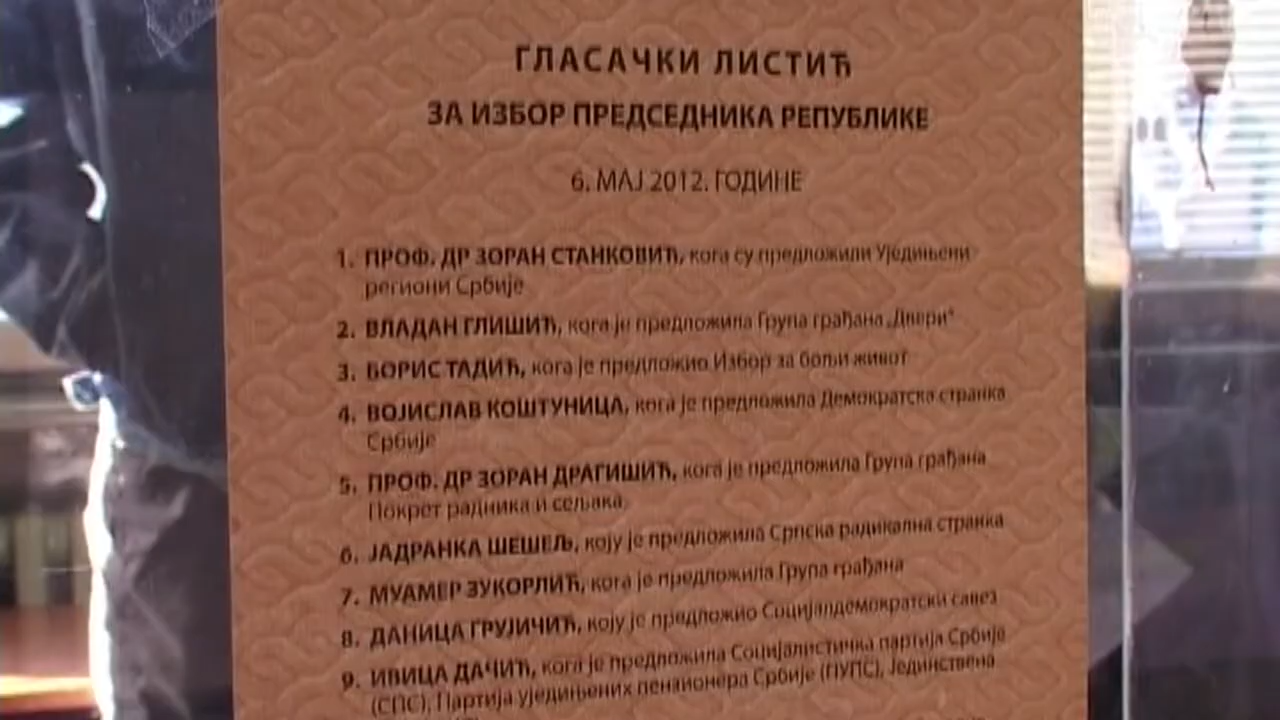 ГЛАСАЧКИ ЛИСТИЋ
ЗА ИЗБОР ПРЕДСЕДНИКА РЕПУБЛИКЕ
6. МАЈ 2012. ГОДИНЕ
1. ПРОФ. ДР ЗОРАН СТАНКОВИЋ, кога су предложили Уједињени
региони Србије
2. ВЛАДАН ГЛИШИЋ, кога је предложила Група грађана „Двери“
3. БОРИС ТАДИЋ, кога је предложио Избор за бољи живот
4. ВОЈИСЛАВ КОШТУНИЦА, кога је предложила Демократска странка
Србије
5. ПРОФ. ДР ЗОРАН ДРАГИШИЋ, кога је предложила Група грађана
Покрет радника и сељака
6. ЈАДРАНКА ШЕШЕЉ, коју је предложила Српска радикална странка
7. МУАМЕР ЗУКОРЛИЋ, кога је предложила Група грађана
8. ДАНИЦА ГРУЈИЧИЋ, коју је предложио Социјалдемократски савез
9. ИВИЦА ДАЧИЋ, кога је предложила Социјалистичка партија Србије
(СПС), Партија уједињених пензионера Србије (ПУПС), Јединствена